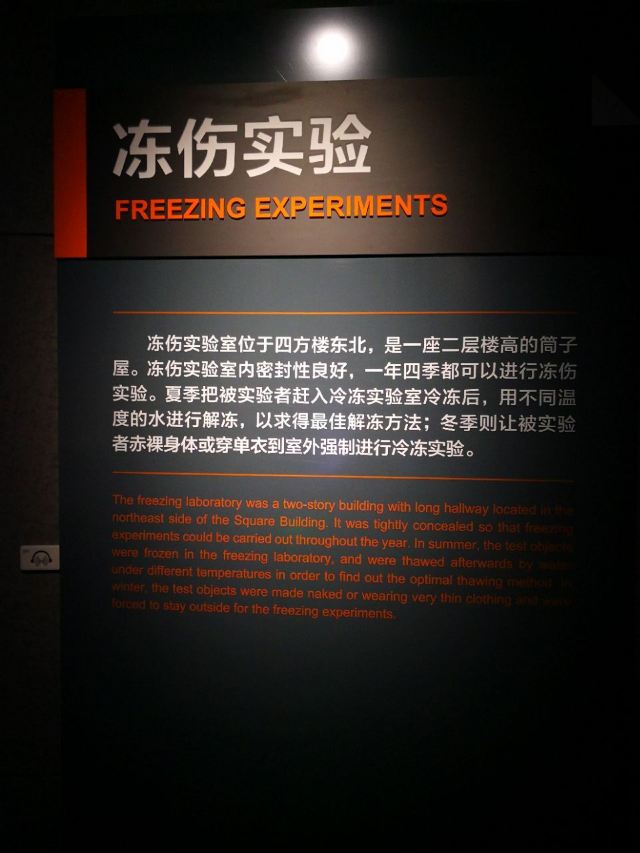 冻伤实验
FREEZING EXPERIMENTS
冻伤实验室位于四方楼东北，是一座二层楼高的筒子
屋。冻伤实验室内密封性良好，一年四季都可以进行冻伤
实验。夏季把被实验者赶入冷冻实验室冷冻后，用不同温
度的水进行解冻，以求得最佳解冻方法；冬季则让被实验
者赤裸身体或穿单衣到室外强制进行冷冻实验。
The freezing laboratory was a two-story building with long hallway located in the
northeast side of the Square Building. It was tightly concealed so that freezing
experiments could be carried out throughout the year. In summer, the test objects
were frozen in the freezing laboratory, and were thawed afterwards by water
under different temperatures in order to find out the optimal thawing method. In
winter, the test objects were made naked or wearing very thin clothing and were
forced to stay outside for the freezing experiments.